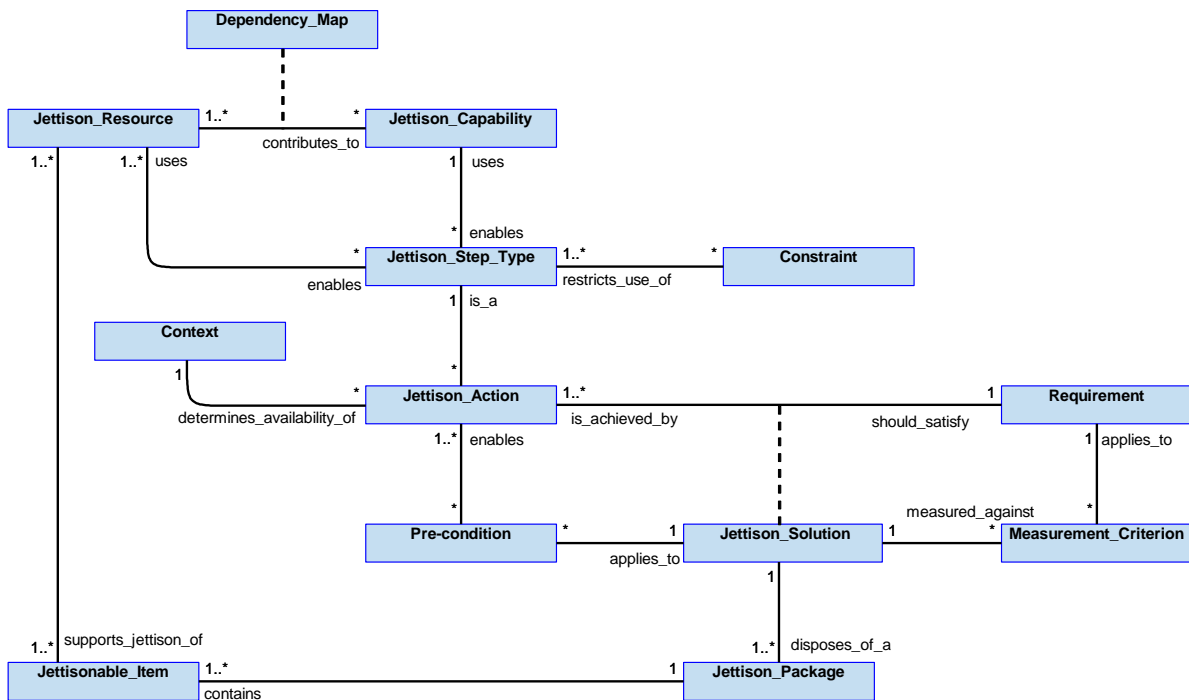 Dependency_Map
1..*
*
Jettison_Resource
Jettison_Capability
contributes_to
1..*
1..*
uses
1
uses
*
enables
*
1..*
*
Jettison_Step_Type
Constraint
enables
restricts_use_of
1
is_a
Context
1
*
*
1..*
1
Jettison_Action
Requirement
determines_availability_of
is_achieved_by
should_satisfy
1..*
enables
1
applies_to
measured_against
*
*
1
1
*
*
Pre-condition
Jettison_Solution
Measurement_Criterion
applies_to
1
supports_jettison_of
1..*
disposes_of_a
1..*
1..*
1
Jettisonable_Item
Jettison_Package
contains